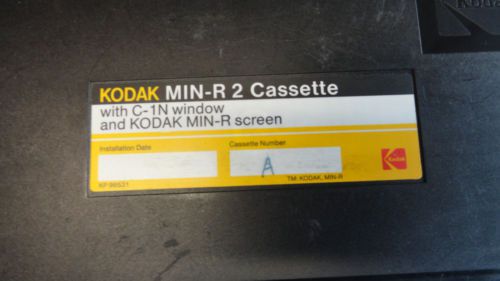 KODAK
KODAK MIN-R 2 Cassette
with C-1N window
and KODAK MIN-R screen
Installation Date
Cassette Number
A
Kodak
KP 98531
TM: KODAK, MIN-R